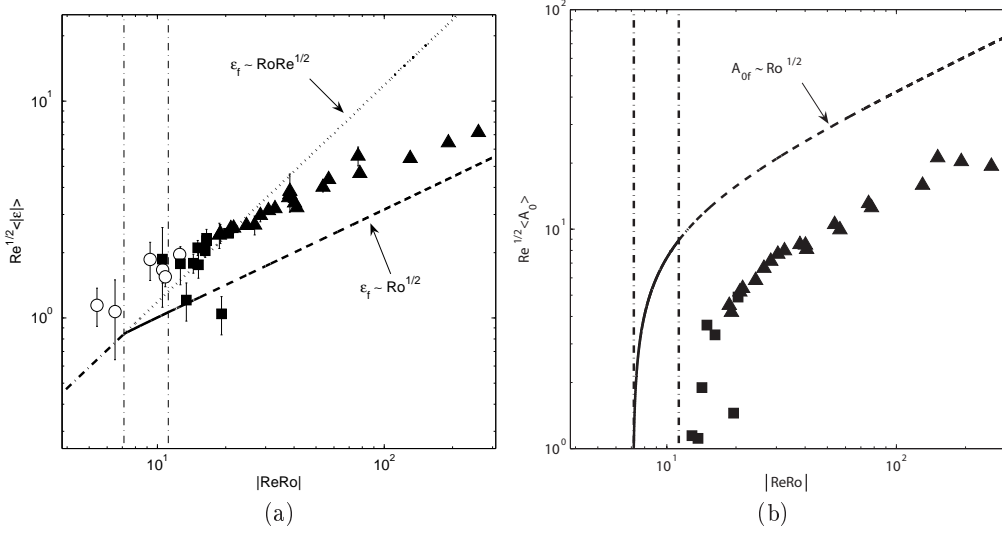 ε_f ~ RoRe^{1/2}
10^1
Re^{1/2}<|ε|>
10^0
ε_f ~ Ro^{1/2}
10^1
10^2
|ReRo|
(a)
10^2
A_{0f} ~ Ro^{1/2}
Re^{1/2}<A_0>
10^1
10^0
10^1
10^2
|ReRo|
(b)